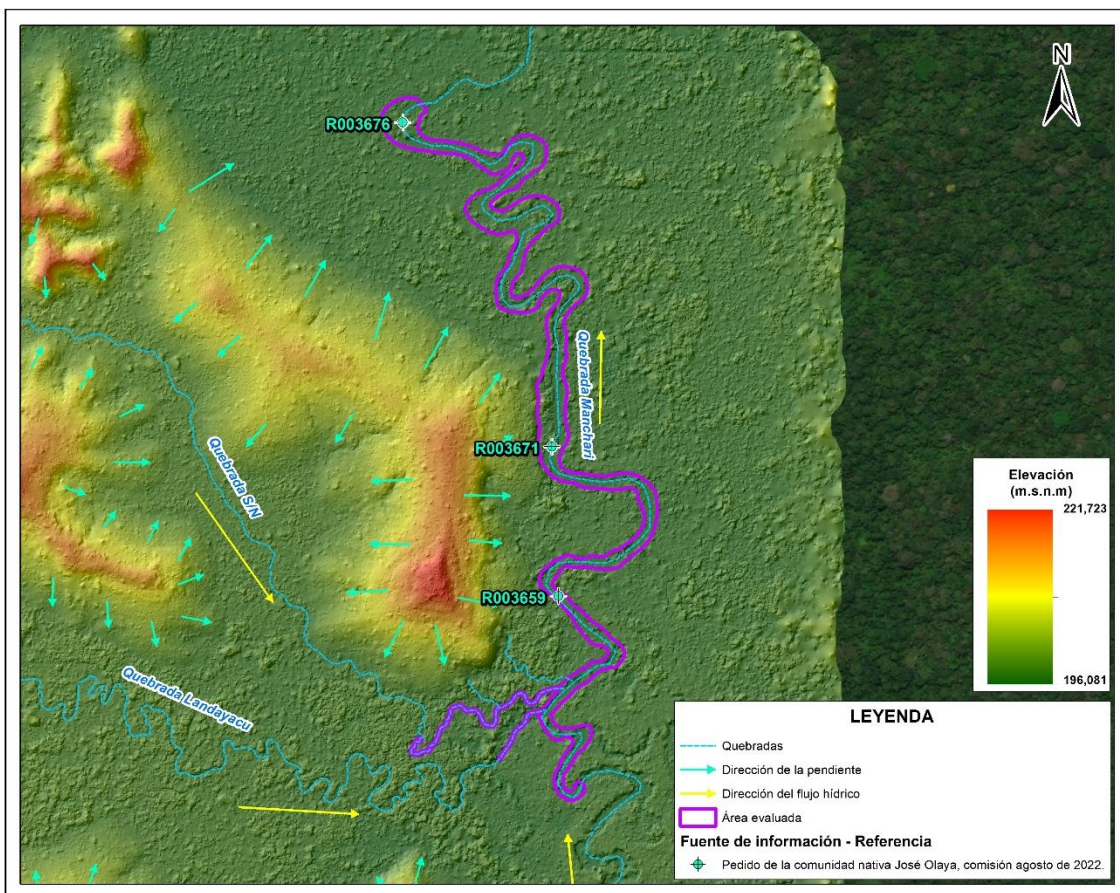 N
R003676
Quebrada Manchari
R003671
Quebrada S/N
R003659
Quebrada Landayacu
Elevación
(m.s.n.m)
221,723
196,081
LEYENDA
Quebradas
Dirección de la pendiente
Dirección del flujo hídrico
Área evaluada
Fuente de información - Referencia
Pedido de la comunidad nativa José Olaya, comisión agosto de 2022.